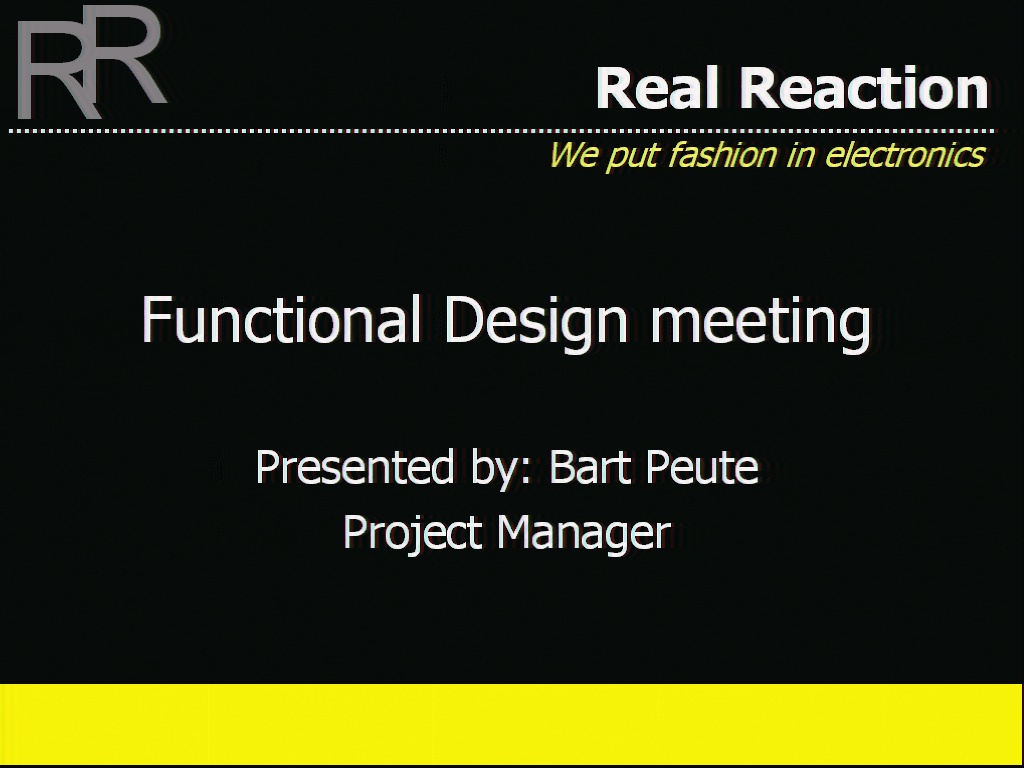 RR
Real Reaction
We put fashion in electronics
Functional Design meeting
Presented by: Bart Peute
Project Manager